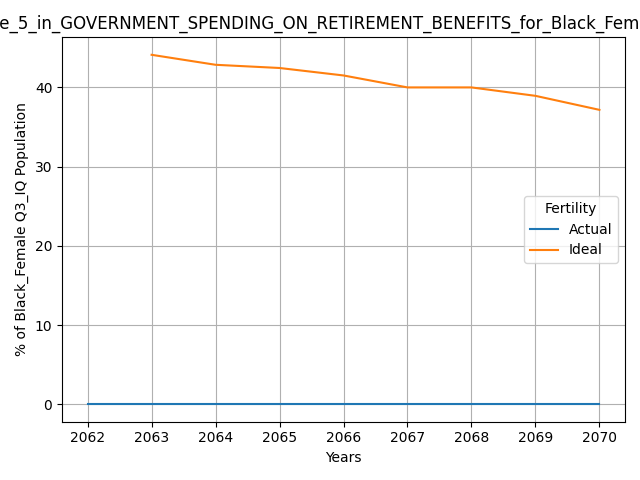 e_5_in_GOVERNMENT_SPENDING_ON_RETIREMENT_BENEFITS_for_Black_Fem
% of Black_Female Q3_IQ Population
40
30
20
10
0
Fertility
Actual
Ideal
2062 2063 2064 2065 2066 2067 2068 2069 2070
Years